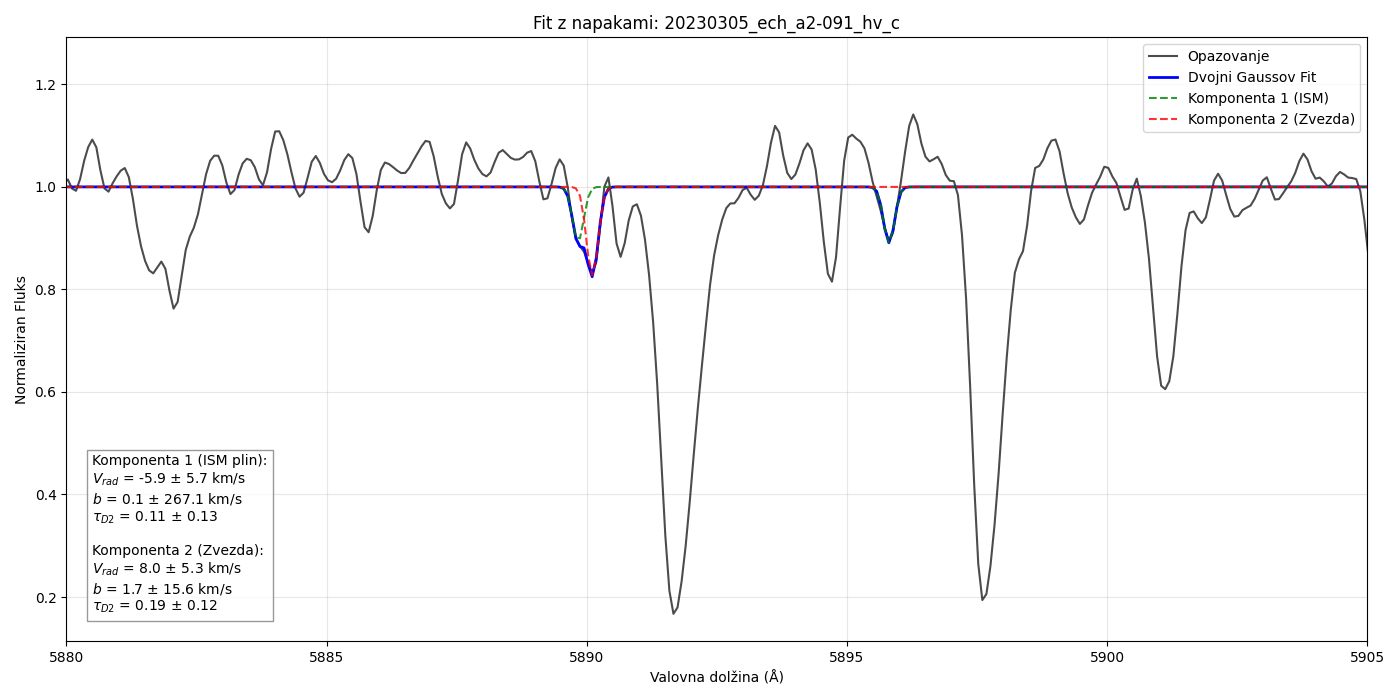 Fit z napakami: 20230305_ech_a2-091_hv_c
Normaliziran Fluks
1.2
1.0
0.8
0.6
0.4
0.2
Opazovanje
Dvojni Gaussov Fit
Komponenta 1 (ISM)
Komponenta 2 (Zvezda)
Komponenta 1 (ISM plin):
V_rad = -5.9 ± 5.7 km/s
b = 0.1 ± 267.1 km/s
τ_D2 = 0.11 ± 0.13
Komponenta 2 (Zvezda):
V_rad = 8.0 ± 5.3 km/s
b = 1.7 ± 15.6 km/s
τ_D2 = 0.19 ± 0.12
5880 5885 5890 5895 5900 5905
Valovna dolžina (Å)